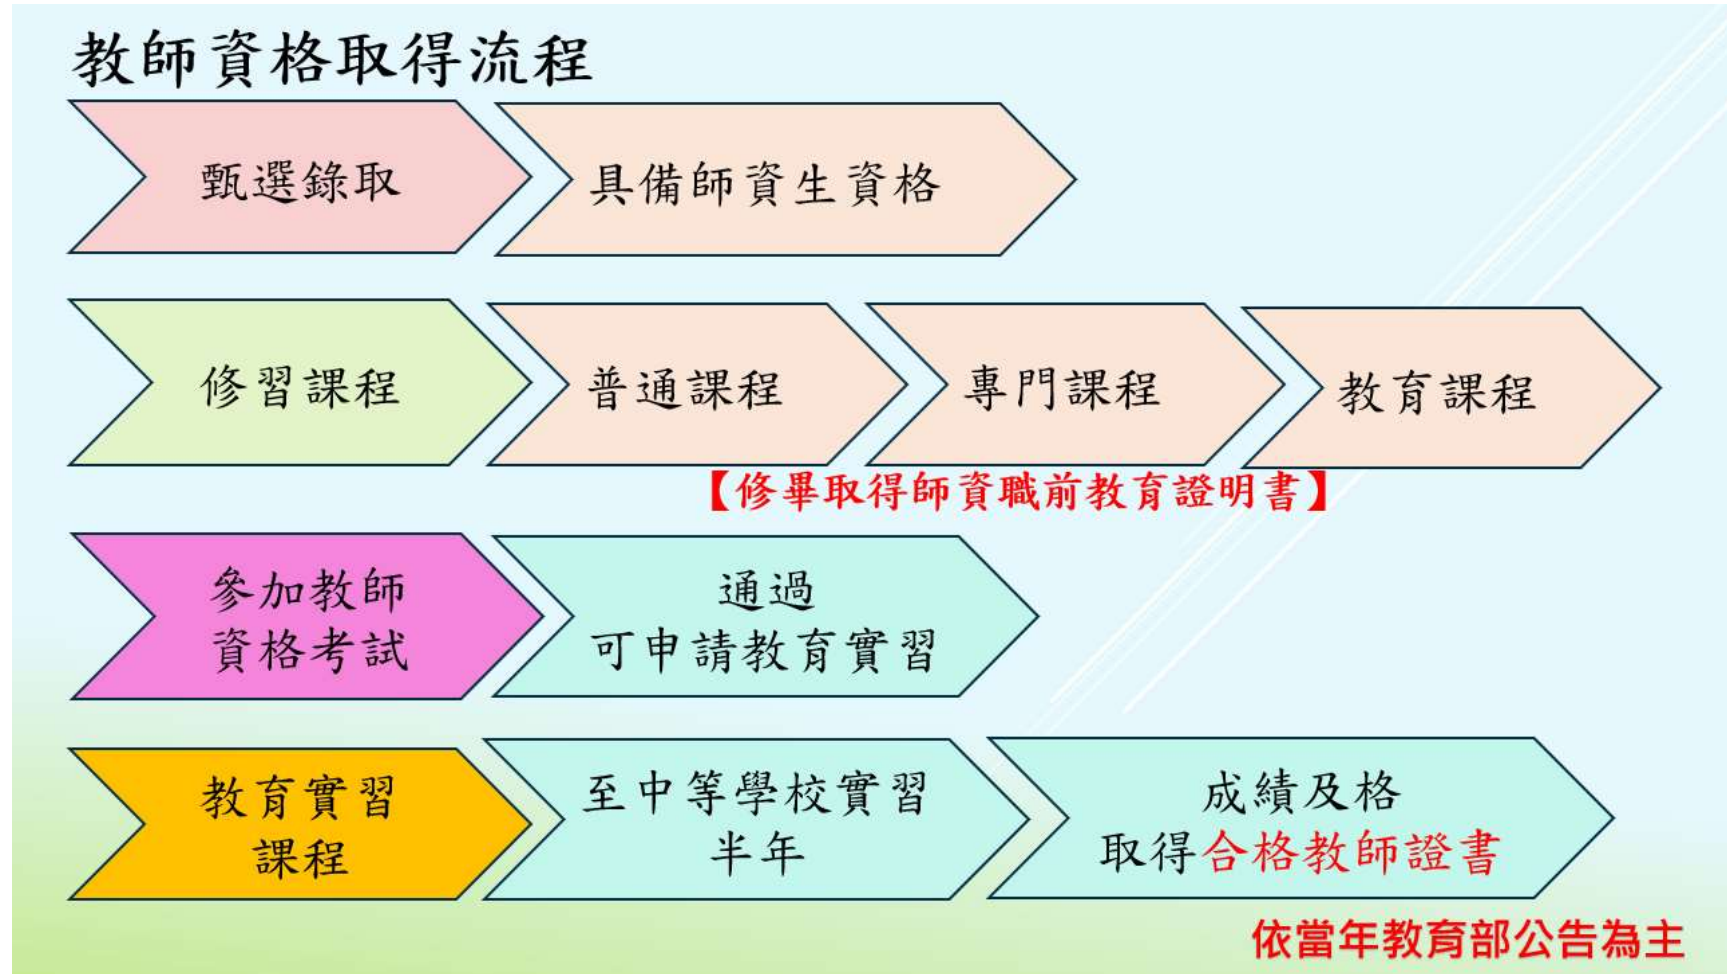 教師資格取得流程
甄選錄取
具備師資生資格
修習課程
普通課程
專門課程
教育課程
【修畢取得師資職前教育證明書】
參加教師
資格考試
通過
可申請教育實習
教育實習
課程
至中等學校實習
半年
成績及格
取得合格教師證書
依當年教育部公告為主